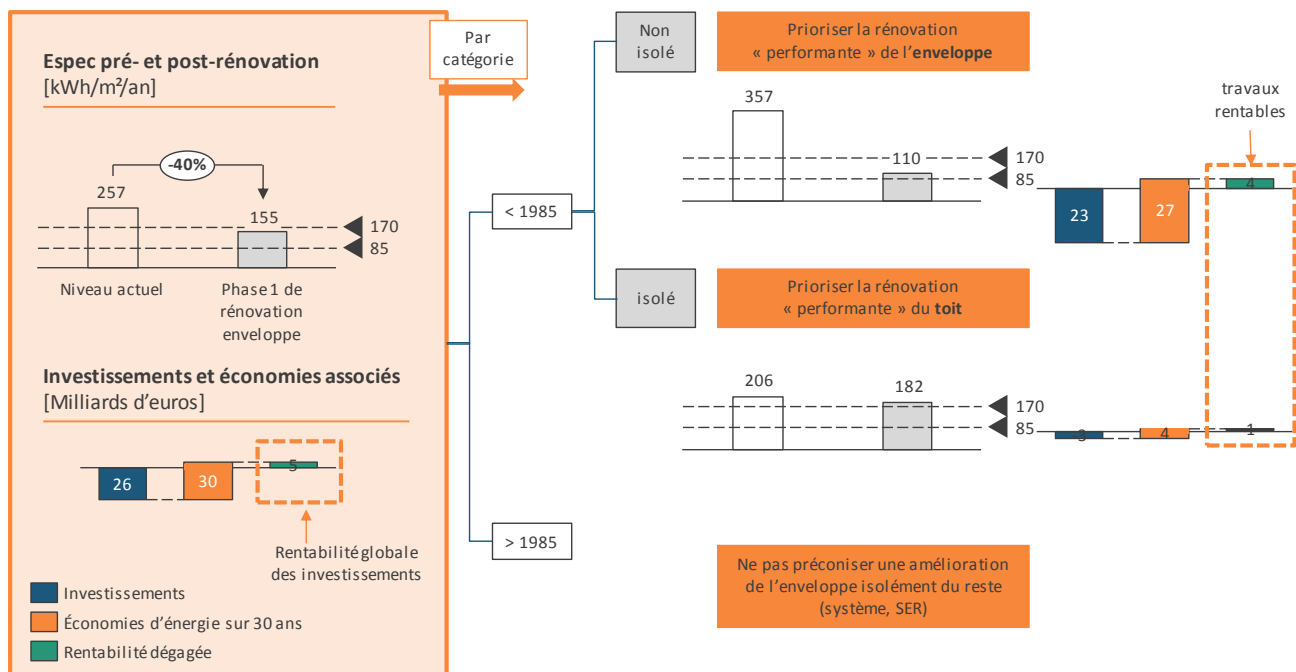 Espec pré- et post-rénovation
[kWh/m²/an]
-40%
257
155
170
85
Niveau actuel
Phase 1 de
rénovation
enveloppe
Investissements et économies associés
[Milliards d'euros]
26
30
5
Rentabilité globale
des investissements
Investissements
Économies d'énergie sur 30 ans
Rentabilité dégagée
Par
catégorie
< 1985
> 1985
Non
isolé
Prioriser la rénovation
« performante » de l'enveloppe
357
110
170
85
travaux
rentables
23
27
4
isolé
Prioriser la rénovation
« performante » du toit
206
182
170
85
-3
4
1
Ne pas préconiser une amélioration
de l'enveloppe isolément du reste
(système, SER)